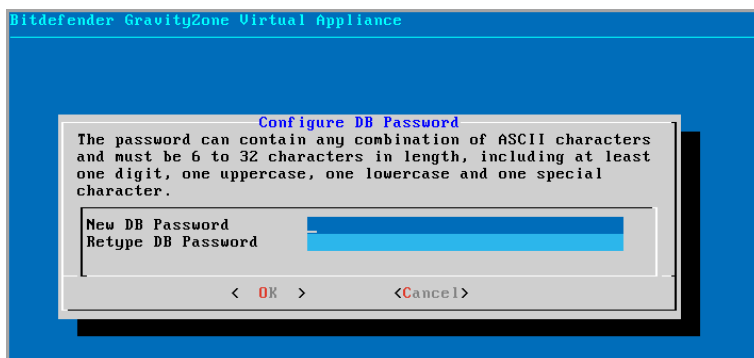 Bitdefender GravityZone Virtual Appliance
Configure DB Password
The password can contain any combination of ASCII characters
and must be 6 to 32 characters in length, including at least
one digit, one uppercase, one lowercase and one special
character.
New DB Password
Retype DB Password
< OK > <Cancel>